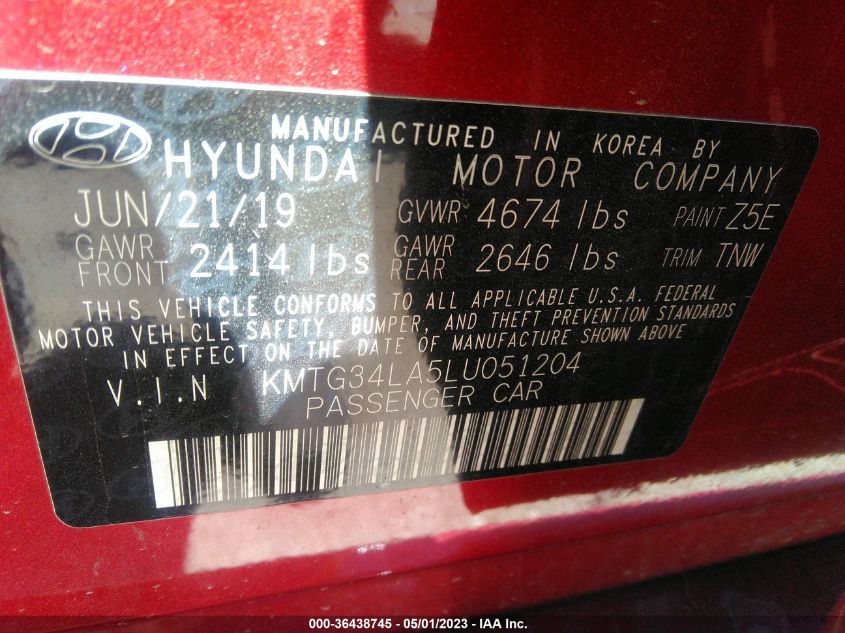 MANUFACTURED IN KOREA BY
HYUNDAI MOTOR COMPANY
JUN/21/19 GVWR 4674 lbs PAINT Z5E
GAWR FRONT 2414 lbs GAWR REAR 2646 lbs TRIM TNW
THIS VEHICLE CONFORMS TO ALL APPLICABLE U.S.A. FEDERAL
MOTOR VEHICLE SAFETY, BUMPER, AND THEFT PREVENTION STANDARDS
IN EFFECT ON THE DATE OF MANUFACTURE SHOWN ABOVE
V.I.N KMTG34LA5LU051204
PASSENGER CAR
000-36438745 - 05/01/2023 - IAA Inc.